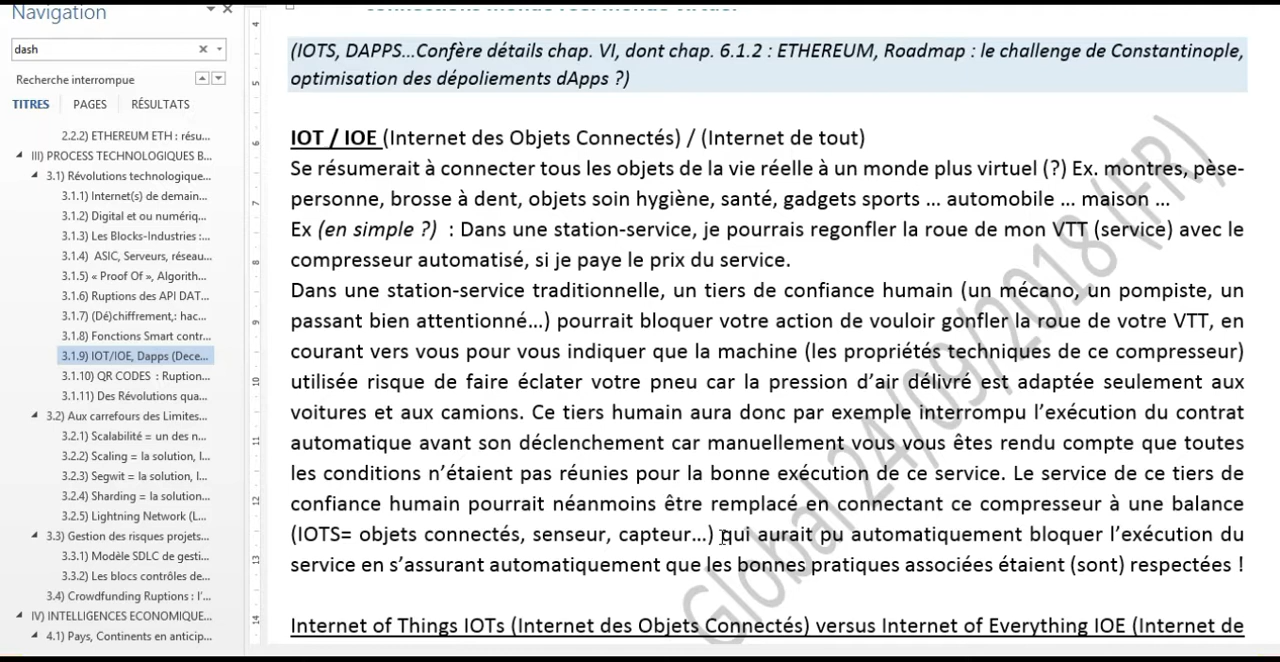 Navigation
dash
Recherche interrompue
TITRES PAGES RÉSULTATS
2.2.2) ETHEREUM ETH : résu...
III) PROCESS TECHNOLOGIQUES B...
3.1) Révolutions technologique...
3.1.1) Internet(s) de demain...
3.1.2) Digital et ou numériq...
3.1.3) Les Blocks-Industries :...
3.1.4) ASIC, Serveurs, réseau...
3.1.5) « Proof Of », Algorith...
3.1.6) Ruptions des API DAT...
3.1.7) (Dé)chiffrement,: hac...
3.1.8) Fonctions Smart contr...
3.1.9) IOT/IOE, Dapps (Dece...
3.1.10) QR CODES : Ruption...
3.1.11) Des Révolutions qua...
3.2) Aux carrefours des Limites...
3.2.1) Scalabilité = un des n...
3.2.2) Scaling = la solution, l...
3.2.3) Segwit = la solution, l...
3.2.4) Sharding = la solution...
3.2.5) Lightning Network (L...
3.3) Gestion des risques projets...
3.3.1) Modèle SDLC de gesti...
3.3.2) Les blocs contrôles de...
3.4) Crowdfunding Ruptions : l'...
IV) INTELLIGENCES ECONOMIQUE...
4.1) Pays, Continents en anticip...
4
5
6
7
8
9
10
11
12
13
14
(IOTS, DAPPS...Confère détails chap. VI, dont chap. 6.1.2 : ETHEREUM, Roadmap : le challenge de Constantinople,
optimisation des dépoliements dApps ?)
IOT / IOE (Internet des Objets Connectés) / (Internet de tout)
Se résumerait à connecter tous les objets de la vie réelle à un monde plus virtuel (?) Ex. montres, pèse-
personne, brosse à dent, objets soin hygiène, santé, gadgets sports ... automobile ... maison ...
Ex (en simple ?) : Dans une station-service, je pourrais regonfler la roue de mon VTT (service) avec le
compresseur automatisé, si je paye le prix du service.
Dans une station-service traditionnelle, un tiers de confiance humain (un mécano, un pompiste, un
passant bien attentionné...) pourrait bloquer votre action de vouloir gonfler la roue de votre VTT, en
courant vers vous pour vous indiquer que la machine (les propriétés techniques de ce compresseur)
utilisée risque de faire éclater votre pneu car la pression d'air délivré est adaptée seulement aux
voitures et aux camions. Ce tiers humain aura donc par exemple interrompu l'exécution du contrat
automatique avant son déclenchement car manuellement vous vous êtes rendu compte que toutes
les conditions n'étaient pas réunies pour la bonne exécution de ce service. Le service de ce tiers de
confiance humain pourrait néanmoins être remplacé en connectant ce compresseur à une balance
(IOTS= objets connectés, senseur, capteur...) qui aurait pu automatiquement bloquer l'exécution du
service en s'assurant automatiquement que les bonnes pratiques associées étaient (sont) respectées !
Internet of Things IOTs (Internet des Objets Connectés) versus Internet of Everything IOE (Internet de
Global 24/09/2018 (FR)